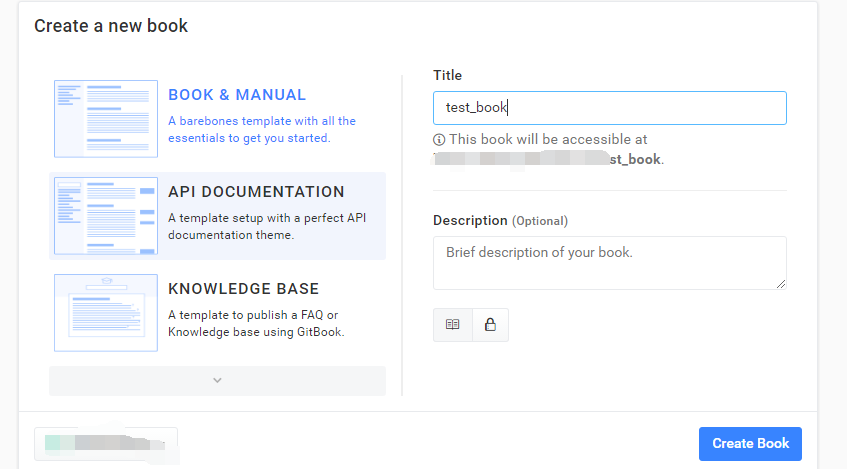 Create a new book
BOOK & MANUAL
A barebones template with all the
essentials to get you started.
API DOCUMENTATION
A template setup with a perfect API
documentation theme.
KNOWLEDGE BASE
A template to publish a FAQ or
Knowledge base using GitBook.
Title
test_book
This book will be accessible at
st_book.
Description (Optional)
Brief description of your book.
Create Book